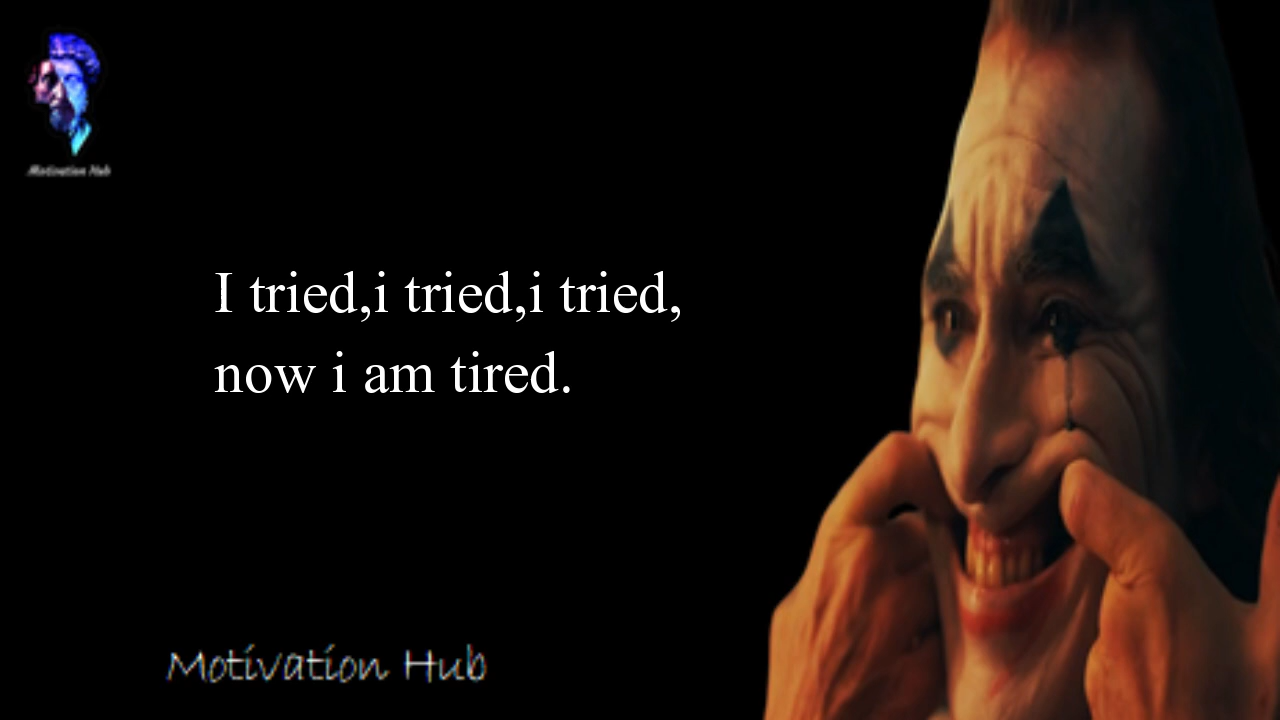 Motivation Hub
I tried,i tried,i tried,
now i am tired.
Motivation Hub